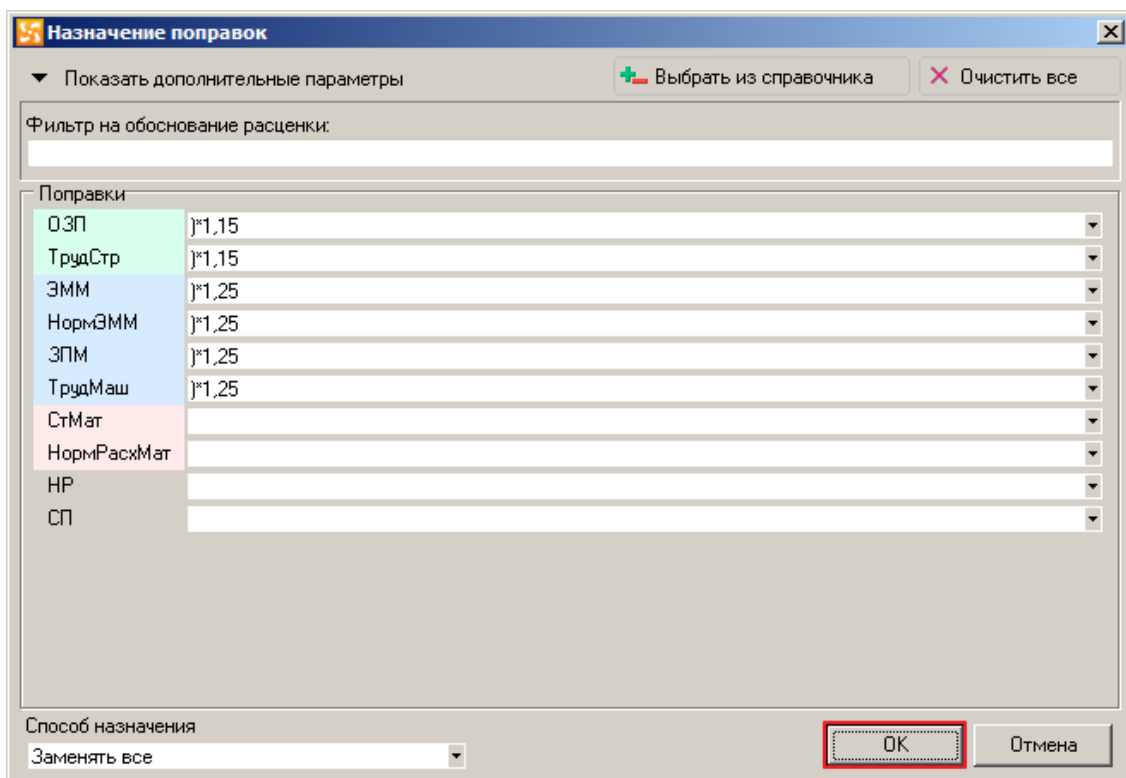 Назначение поправок
Показать дополнительные параметры Выбрать из справочника Очистить все
Фильтр на обоснование расценки:
Поправки
ОЗП )*1,15
ТрудСтр )*1,15
ЭММ )*1,25
НормЭММ )*1,25
ЗПМ )*1,25
ТрудМаш )*1,25
СтМат
НормРасхМат
НР
СП
Способ назначения
Заменять все OK Отмена